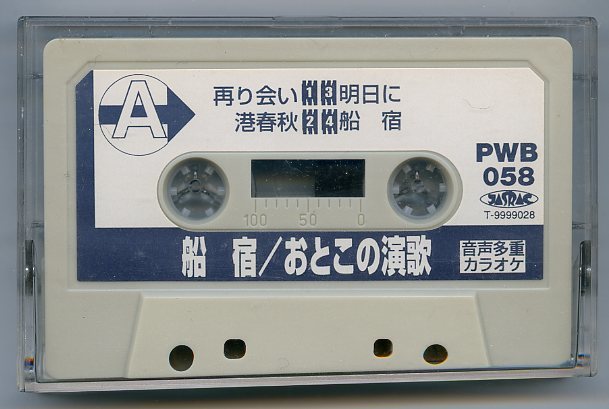 A
再り会い 1 3 明日に
港春秋 2 4 船 宿
PWB
058
JASRAC
T-9999028
100 50 0
船 宿/おとこの演歌
音声多重
カラオケ